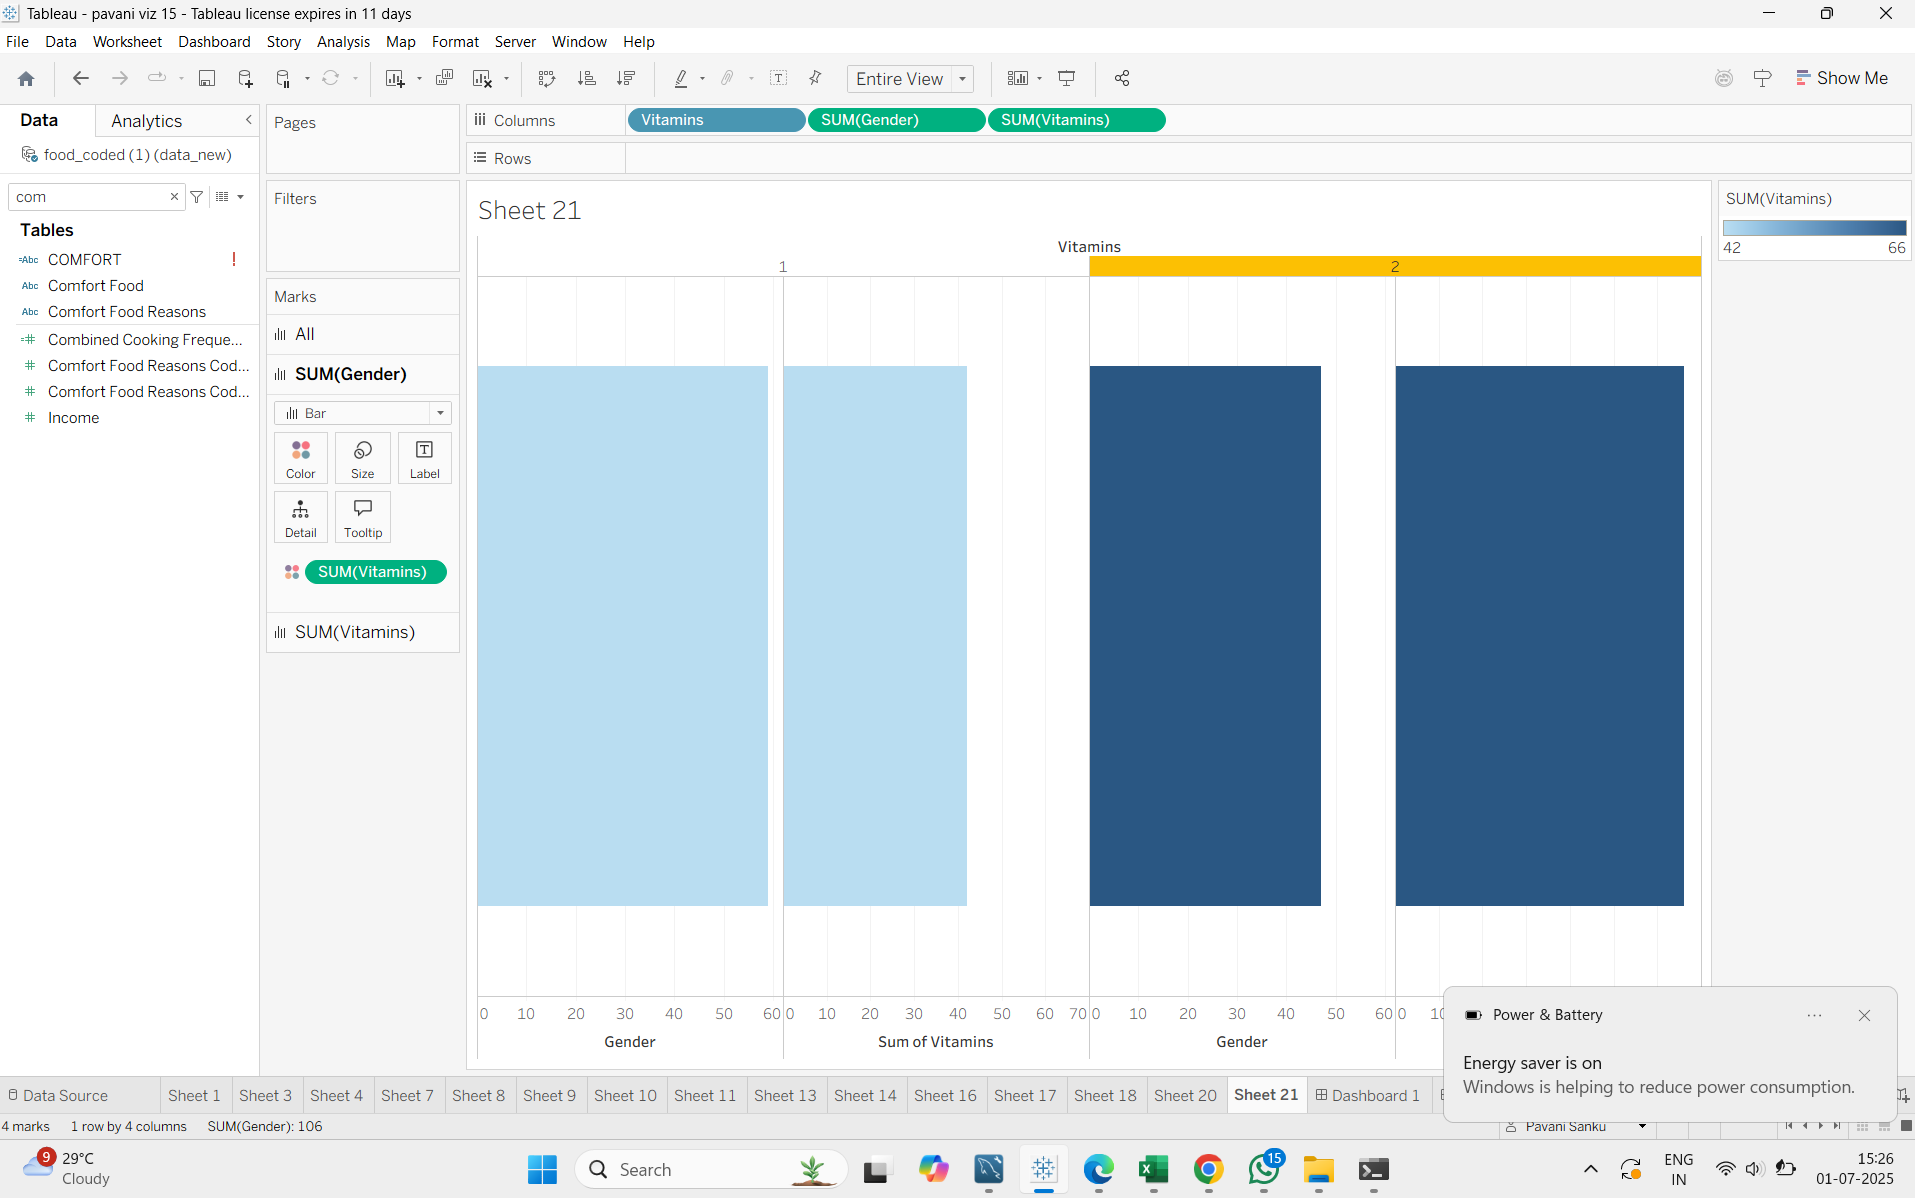 Tableau - pavani viz 15 - Tableau license expires in 11 days
File Data Worksheet Dashboard Story Analysis Map Format Server Window Help
Entire View
Show Me
Data
Analytics
food_coded (1) (data_new)
com
Tables
=Abc COMFORT !
Abc Comfort Food
Abc Comfort Food Reasons
=# Combined Cooking Freque...
# Comfort Food Reasons Cod...
# Comfort Food Reasons Cod...
# Income
Pages
Filters
Marks
All
SUM(Gender)
Bar
Color Size Label
Detail Tooltip
SUM(Vitamins)
SUM(Vitamins)
Columns Vitamins SUM(Gender) SUM(Vitamins)
Rows
Sheet 21
Vitamins
1 2
0 10 20 30 40 50 60 0 10 20 30 40 50 60 70 0 10 20 30 40 50 60 0 10
Gender Sum of Vitamins Gender
SUM(Vitamins)
42 66
Power & Battery
Energy saver is on
Windows is helping to reduce power consumption.
Data Source Sheet 1 Sheet 3 Sheet 4 Sheet 7 Sheet 8 Sheet 9 Sheet 10 Sheet 11 Sheet 13 Sheet 14 Sheet 16 Sheet 17 Sheet 18 Sheet 20 Sheet 21 Dashboard 1
4 marks 1 row by 4 columns SUM(Gender): 106
Pavani Sanku
9
29°C
Cloudy
Search
15
ENG
IN
15:26
01-07-2025